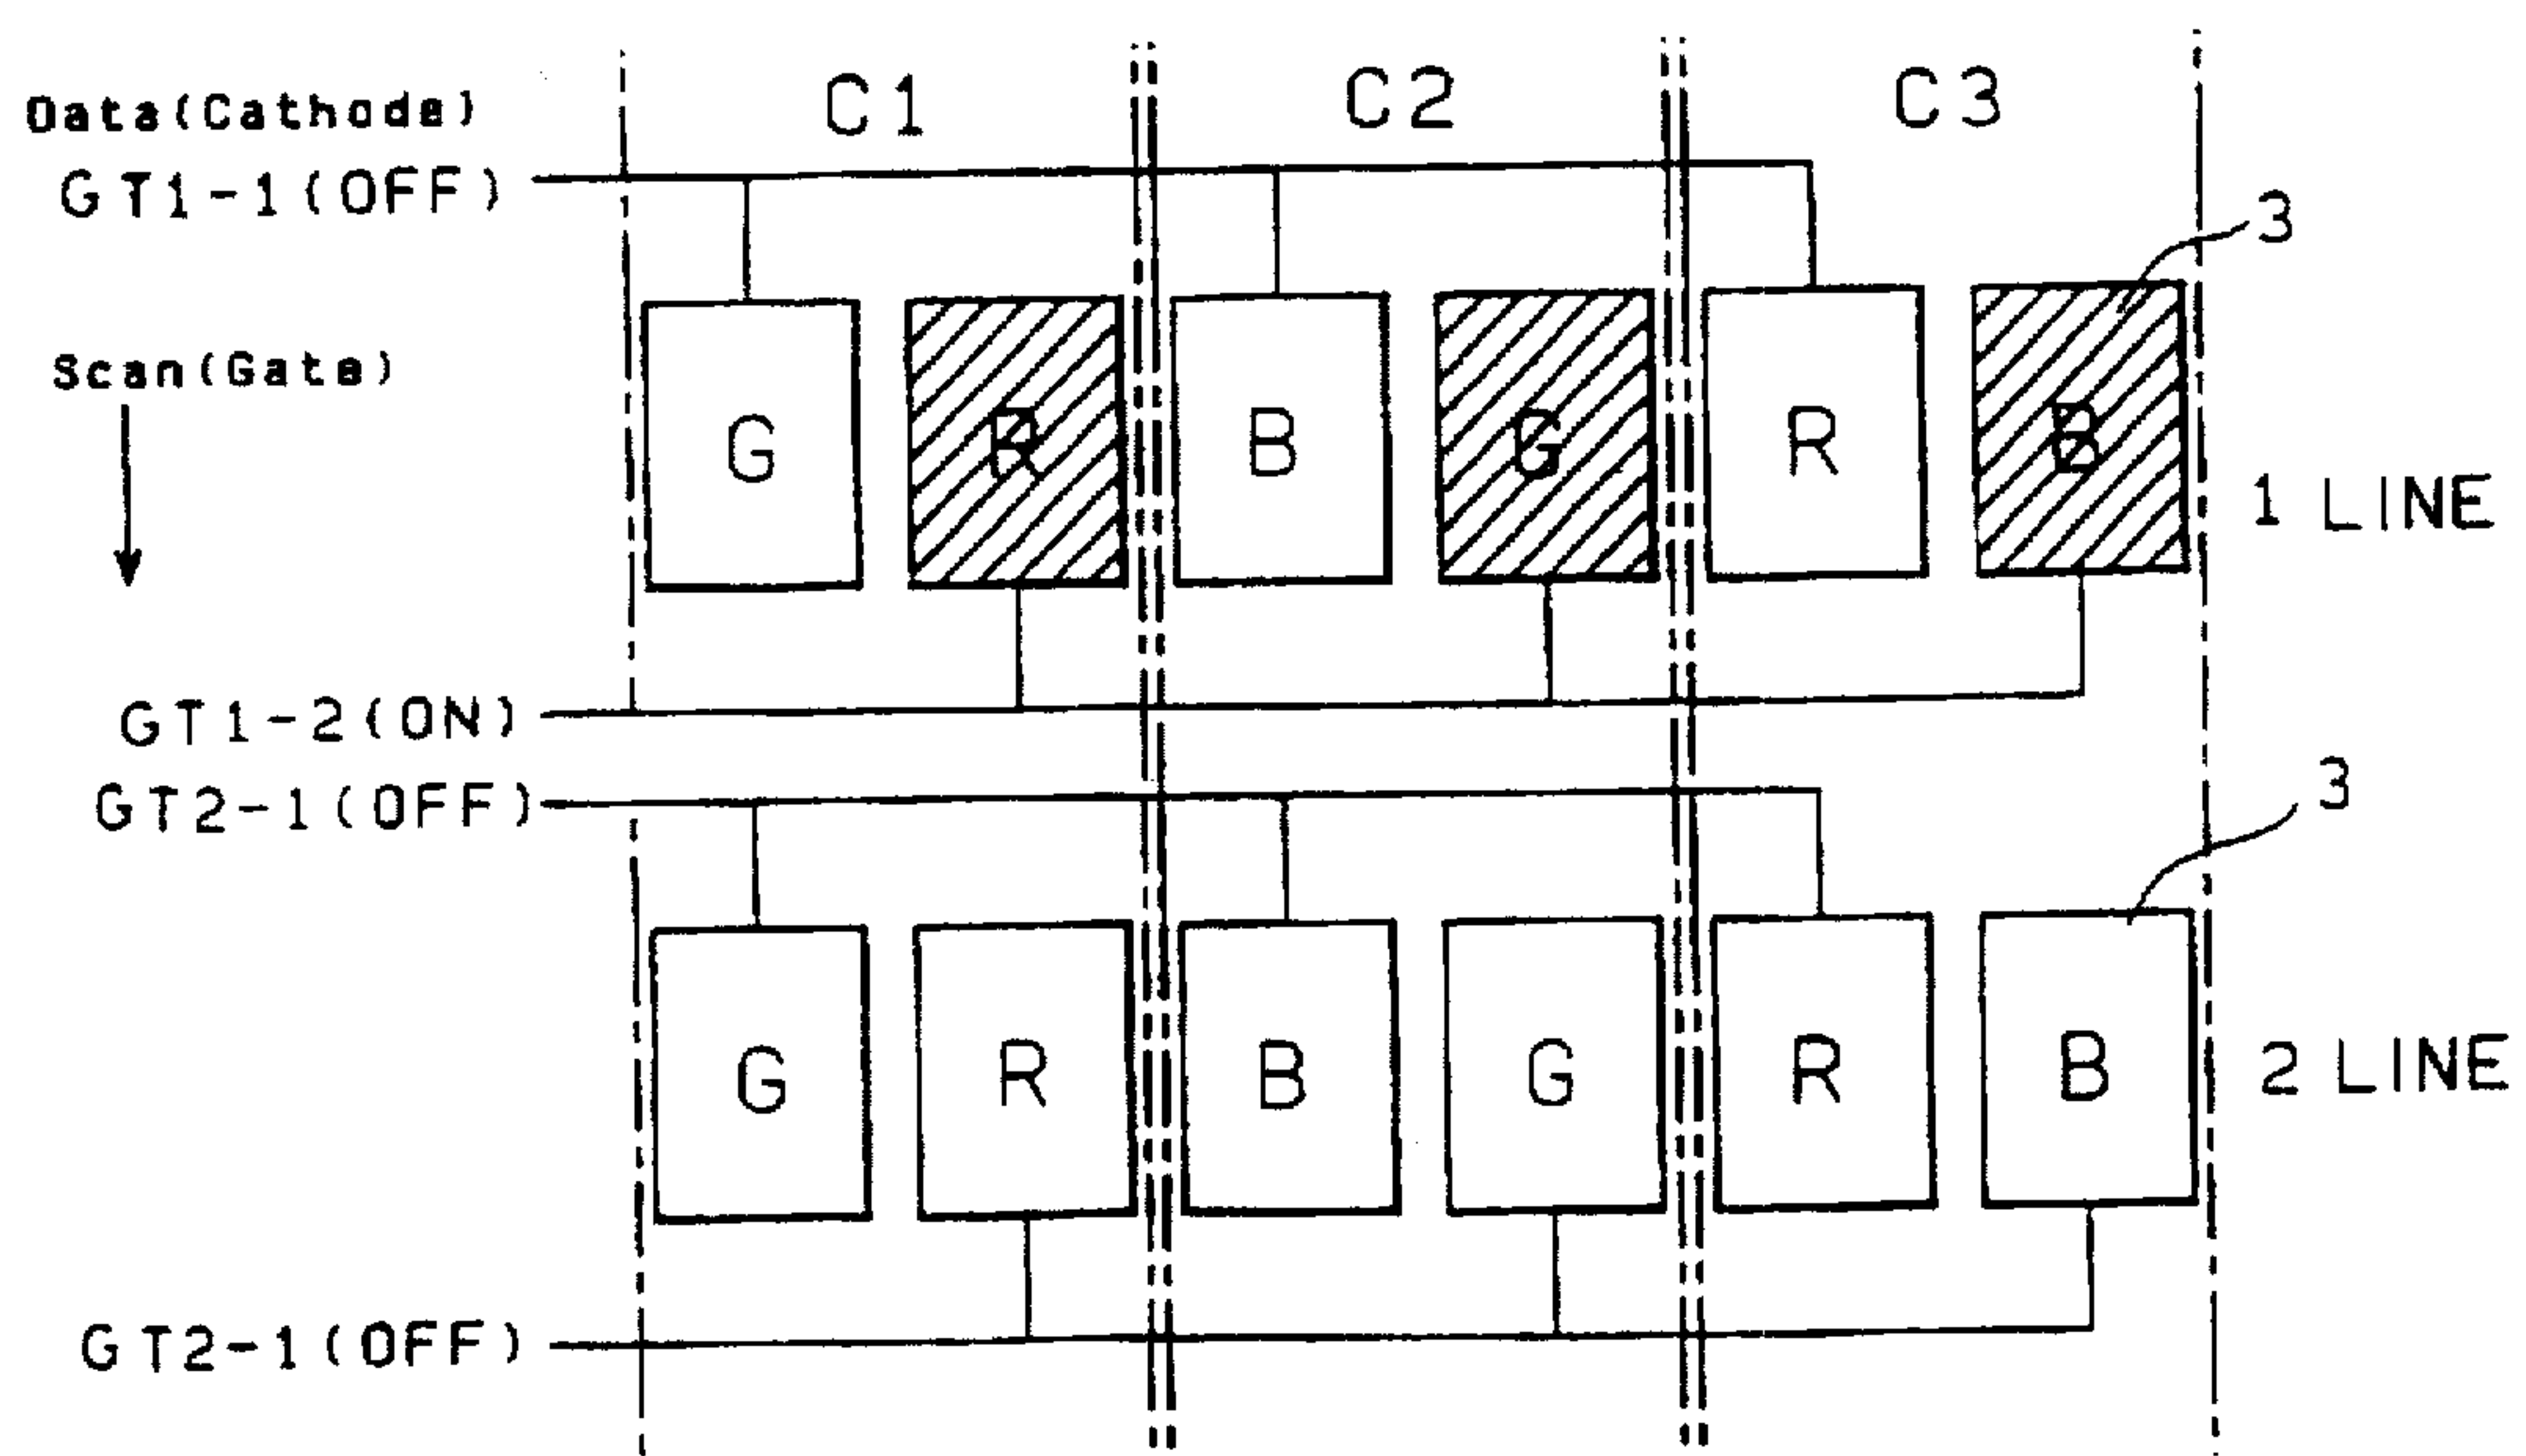 C1 C2 C3
Data(Cathode)
GT1-1(OFF)
3
Scan(Gate)
G R B G R B
1 LINE
GT1-2(ON)
GT2-1(OFF)
3
G R B G R B
2 LINE
GT2-1(OFF)